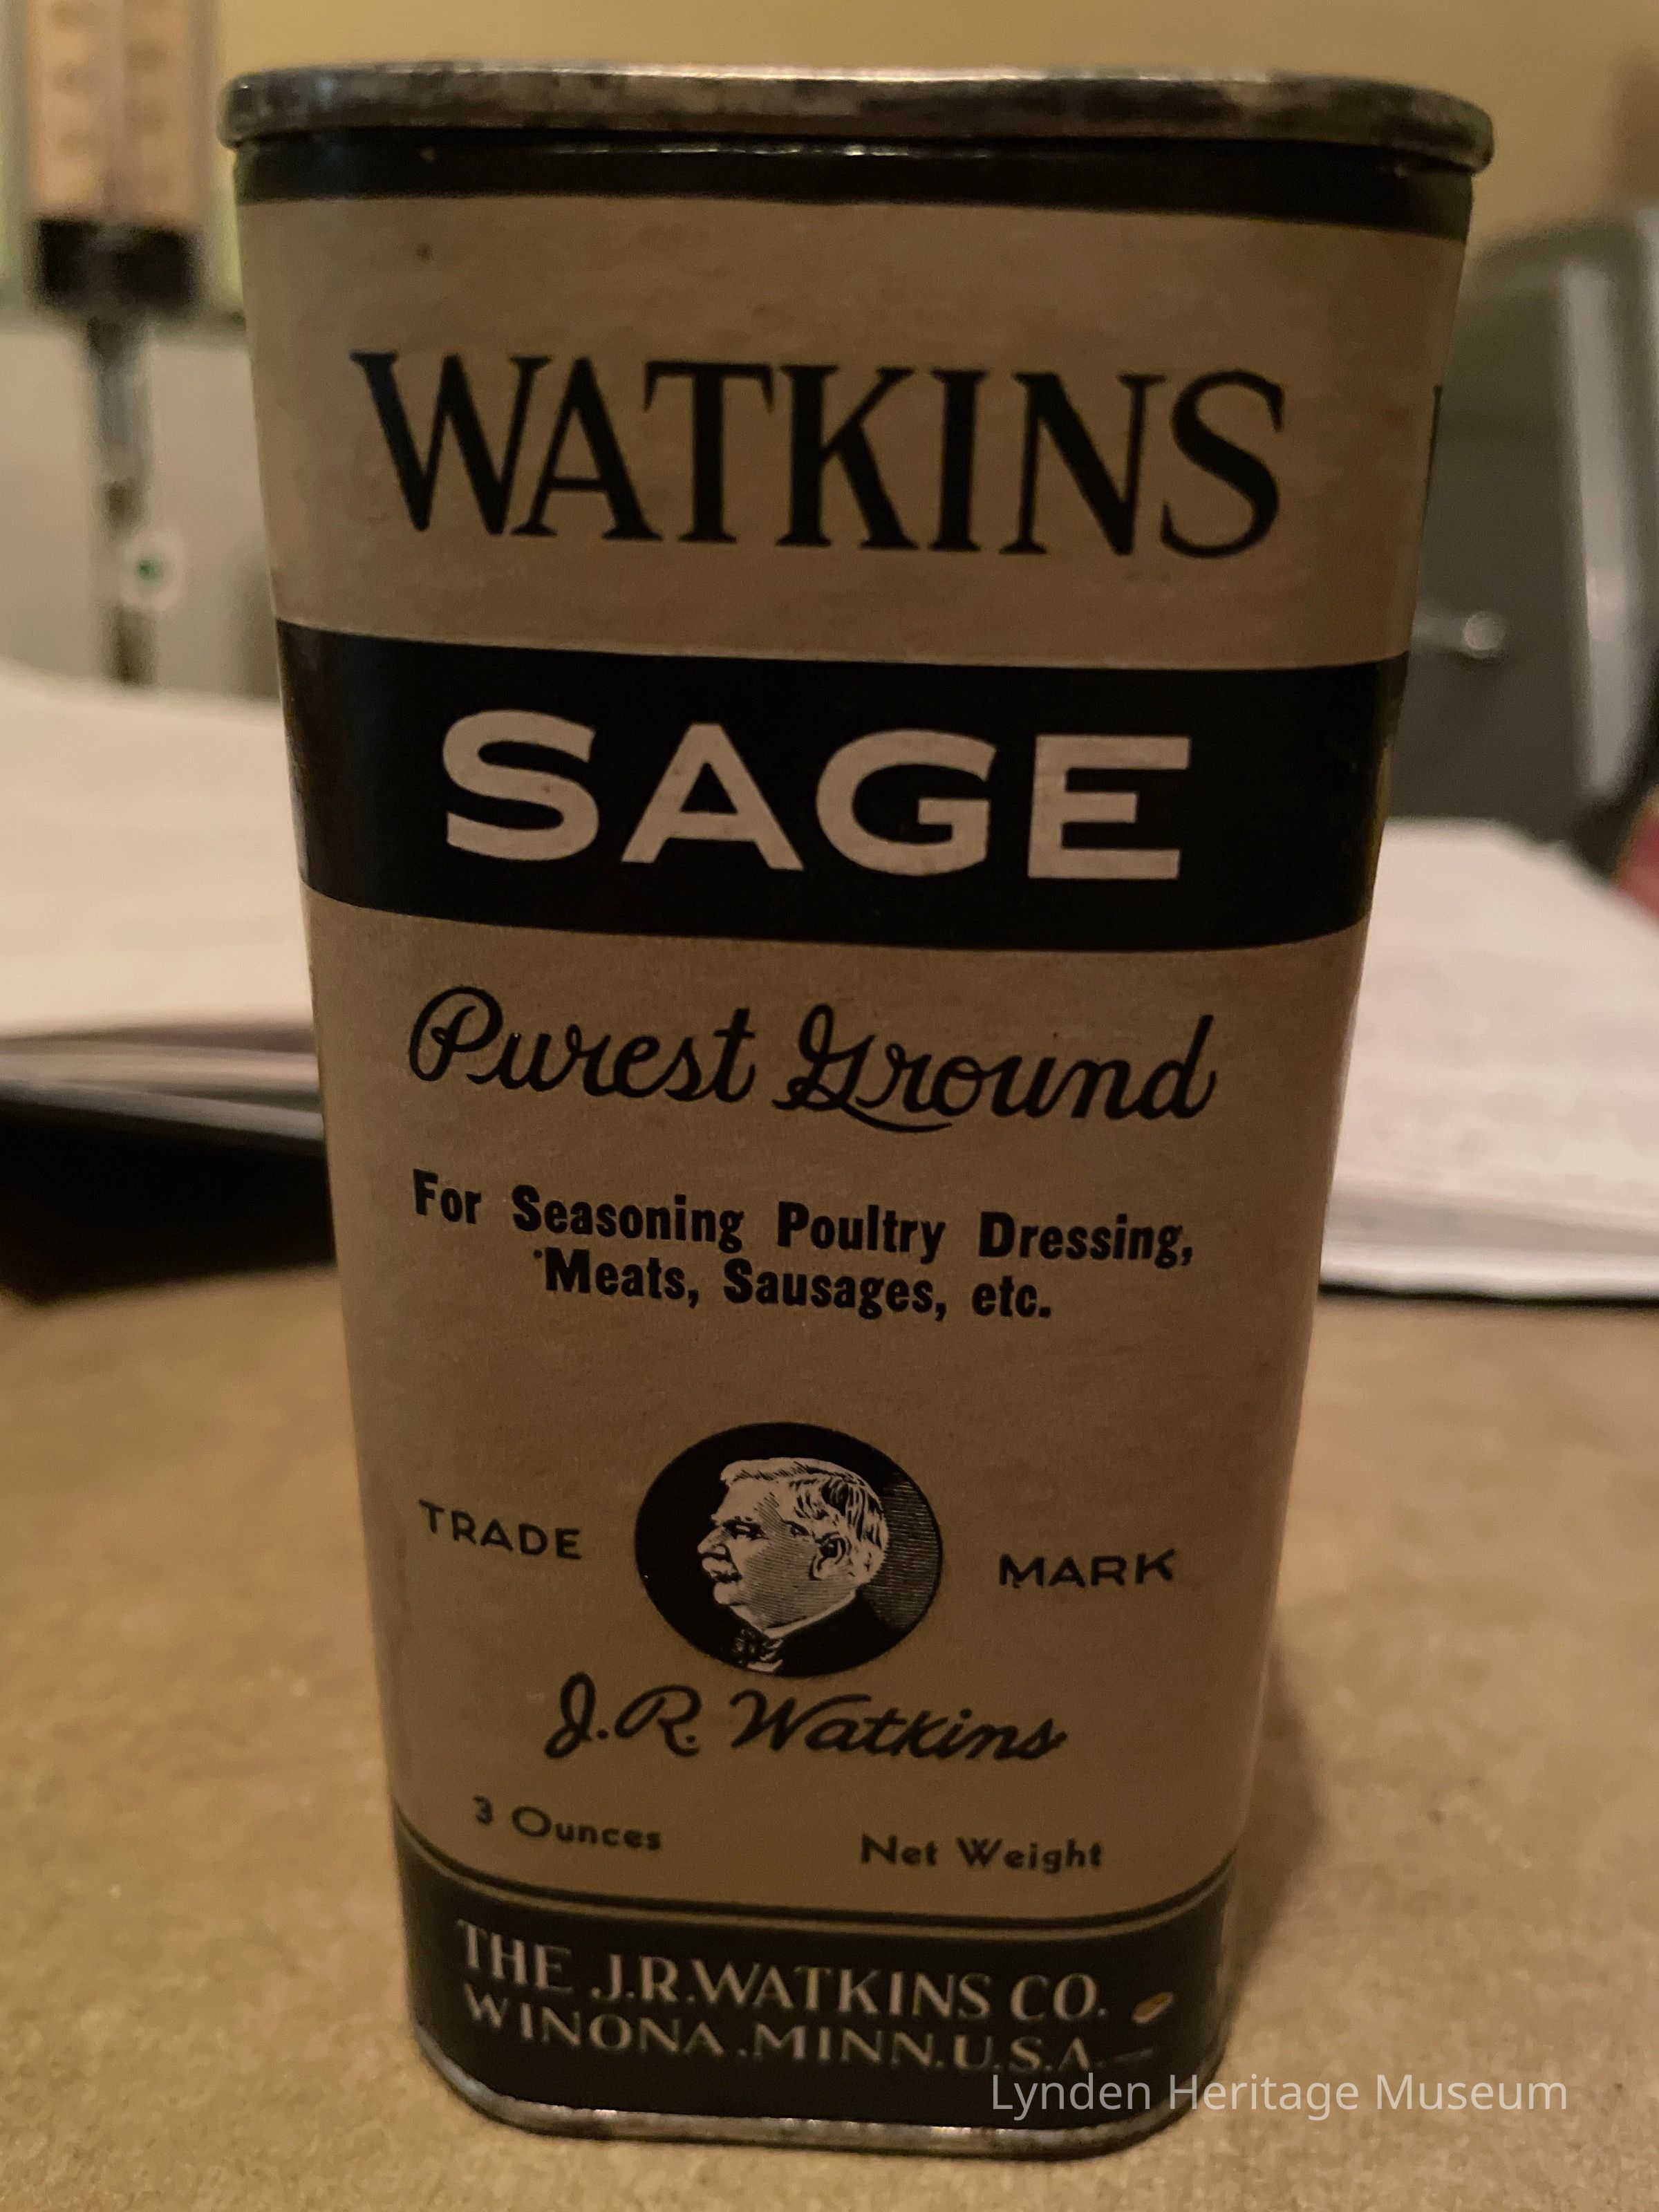 WATKINS
SAGE
Purest Ground
For Seasoning Poultry Dressing,
Meats, Sausages, etc.
TRADE MARK
J.R. Watkins
3 Ounces Net Weight
THE J.R. WATKINS CO.
WINONA. MINN. U.S.A.
Lynden Heritage Museum